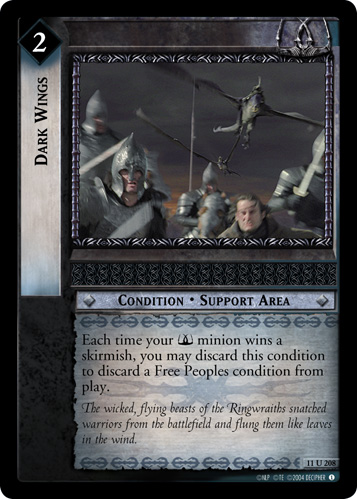 2
DARK WINGS
CONDITION • SUPPORT AREA
Each time your minion wins a
skirmish, you may discard this condition
to discard a Free Peoples condition from
play.
The wicked, flying beasts of the Ringwraiths snatched
warriors from the battlefield and flung them like leaves
in the wind.
11 U 208
©NLP ©TE ©2004 DECIPHER